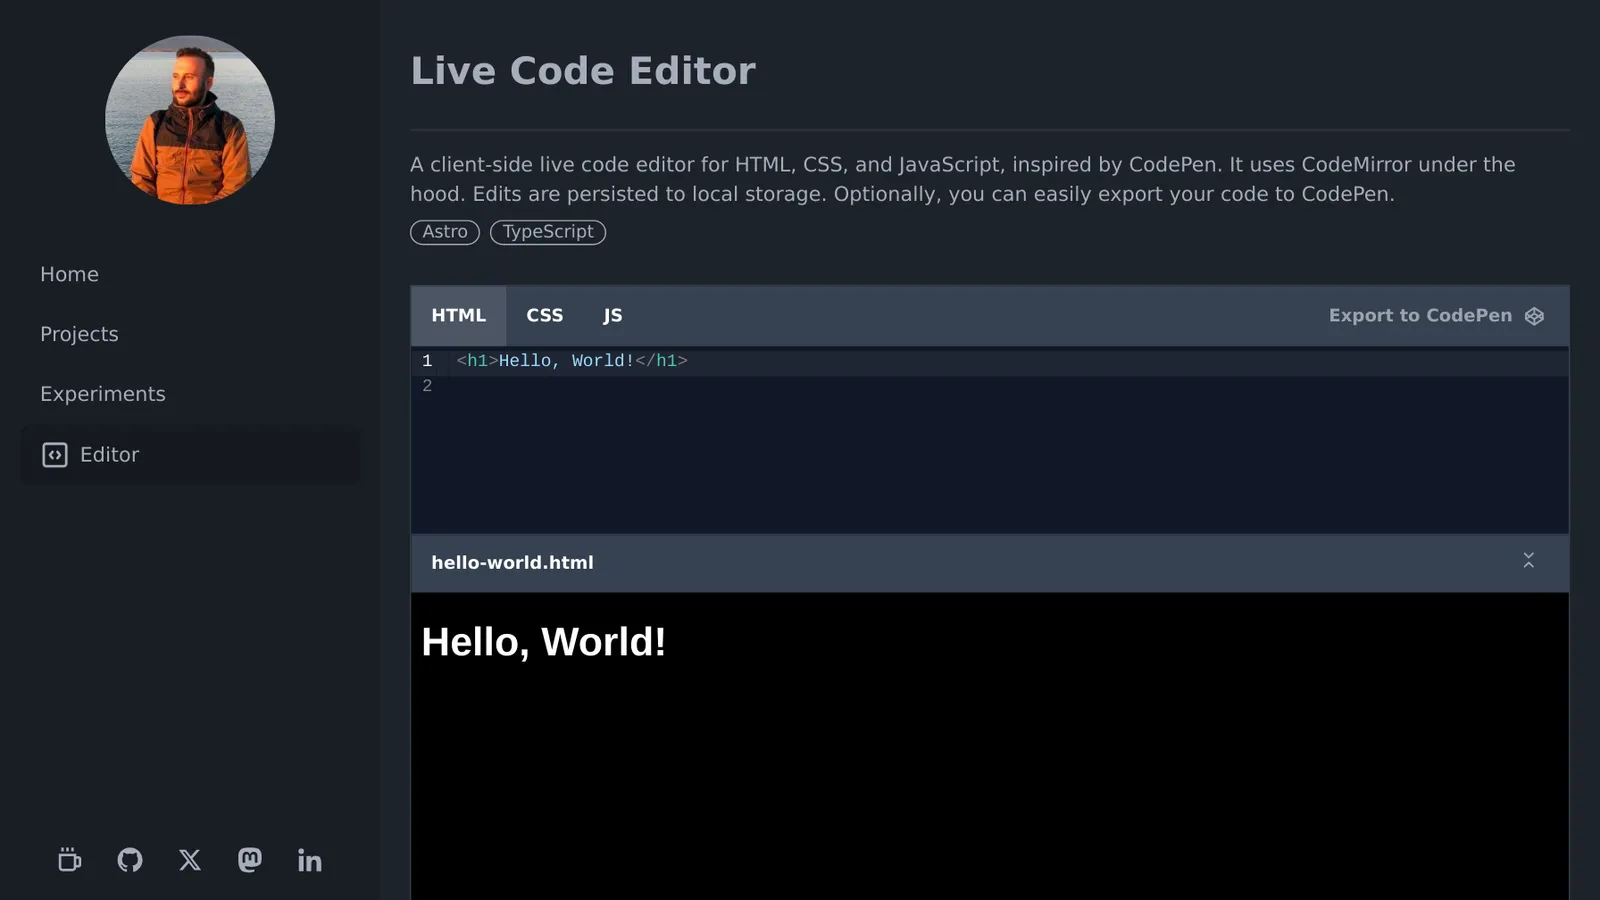 Home
Projects
Experiments
Editor
Live Code Editor
A client-side live code editor for HTML, CSS, and JavaScript, inspired by CodePen. It uses CodeMirror under the
hood. Edits are persisted to local storage. Optionally, you can easily export your code to CodePen.
Astro TypeScript
HTML CSS JS Export to CodePen
1 <h1>Hello, World!</h1>
2
hello-world.html
Hello, World!